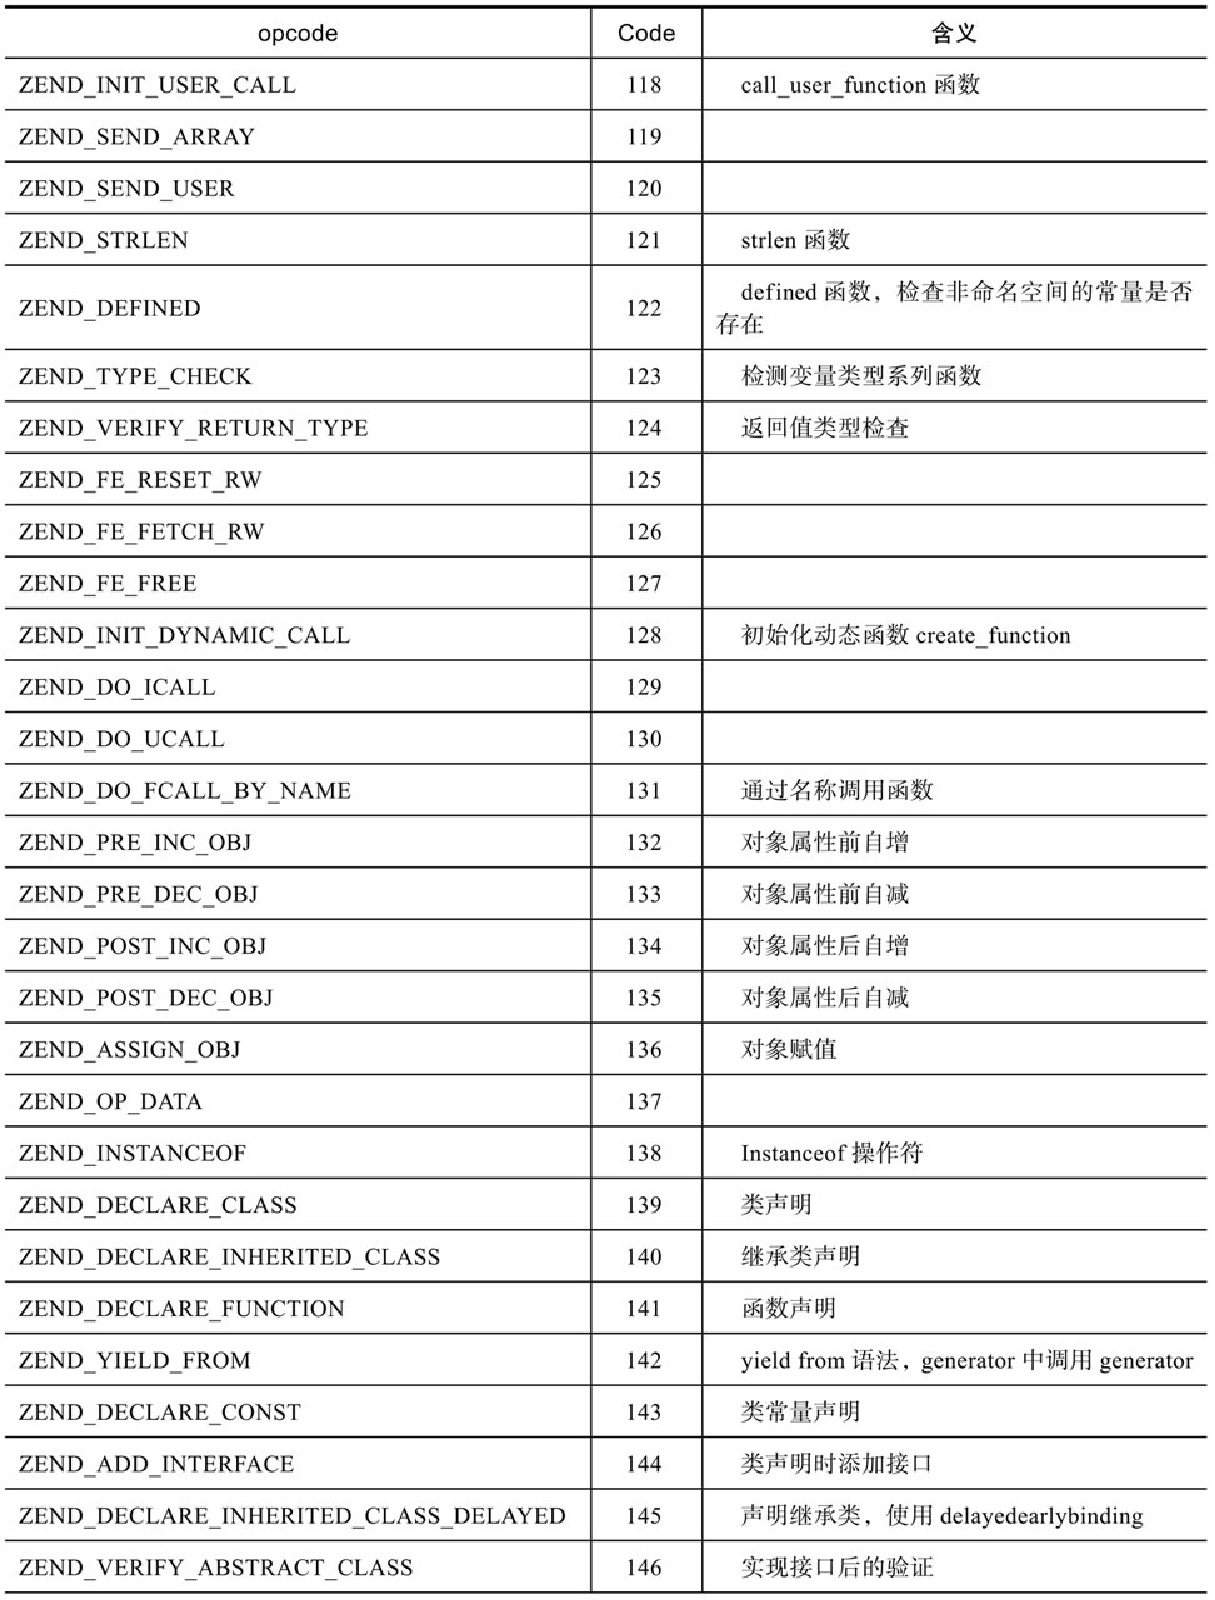 opcode Code 含义
ZEND_INIT_USER_CALL 118 call_user_function 函数
ZEND_SEND_ARRAY 119
ZEND_SEND_USER 120
ZEND_STRLEN 121 strlen 函数
ZEND_DEFINED 122 defined 函数，检查非命名空间的常量是否
存在
ZEND_TYPE_CHECK 123 检测变量类型系列函数
ZEND_VERIFY_RETURN_TYPE 124 返回值类型检查
ZEND_FE_RESET_RW 125
ZEND_FE_FETCH_RW 126
ZEND_FE_FREE 127
ZEND_INIT_DYNAMIC_CALL 128 初始化动态函数 create_function
ZEND_DO_ICALL 129
ZEND_DO_UCALL 130
ZEND_DO_FCALL_BY_NAME 131 通过名称调用函数
ZEND_PRE_INC_OBJ 132 对象属性前自增
ZEND_PRE_DEC_OBJ 133 对象属性前自减
ZEND_POST_INC_OBJ 134 对象属性后自增
ZEND_POST_DEC_OBJ 135 对象属性后自减
ZEND_ASSIGN_OBJ 136 对象赋值
ZEND_OP_DATA 137
ZEND_INSTANCEOF 138 Instanceof 操作符
ZEND_DECLARE_CLASS 139 类声明
ZEND_DECLARE_INHERITED_CLASS 140 继承类声明
ZEND_DECLARE_FUNCTION 141 函数声明
ZEND_YIELD_FROM 142 yield from 语法，generator 中调用 generator
ZEND_DECLARE_CONST 143 类常量声明
ZEND_ADD_INTERFACE 144 类声明时添加接口
ZEND_DECLARE_INHERITED_CLASS_DELAYED 145 声明继承类，使用 delayedearlybinding
ZEND_VERIFY_ABSTRACT_CLASS 146 实现接口后的验证